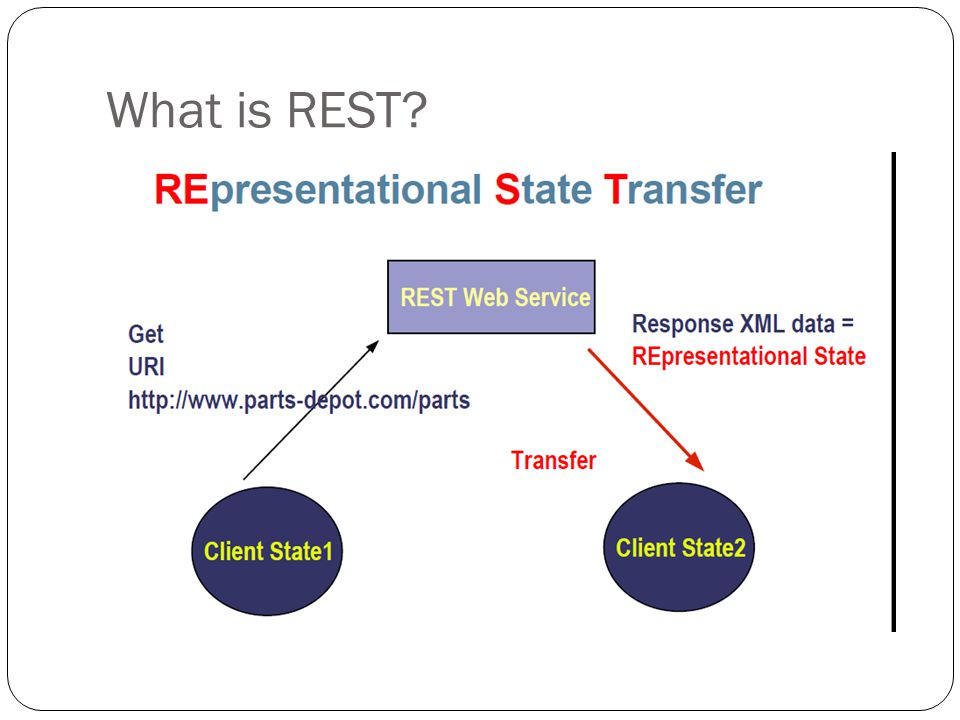 What is REST?
REpresentational State Transfer
REST Web Service
Get
URI
http://www.parts-depot.com/parts
Response XML data =
REpresentational State
Transfer
Client State1
Client State2